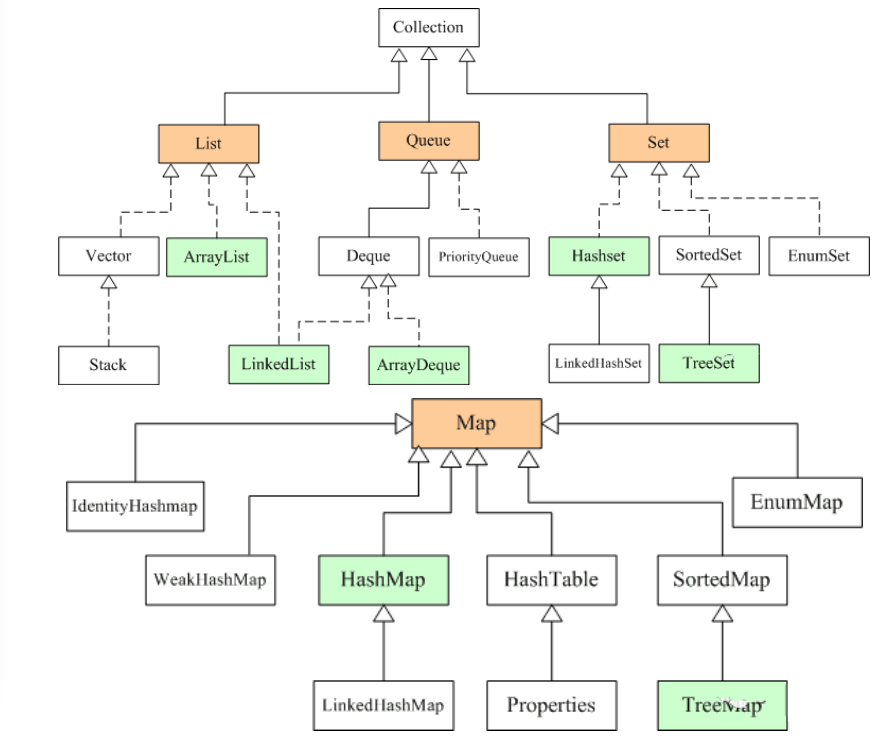 Collection
List
Queue
Set
Vector
ArrayList
Deque
PriorityQueue
Hashset
SortedSet
EnumSet
Stack
LinkedList
ArrayDeque
LinkedHashSet
TreeSet
Map
IdentityHashmap
EnumMap
WeakHashMap
HashMap
HashTable
SortedMap
LinkedHashMap
Properties
TreeMap